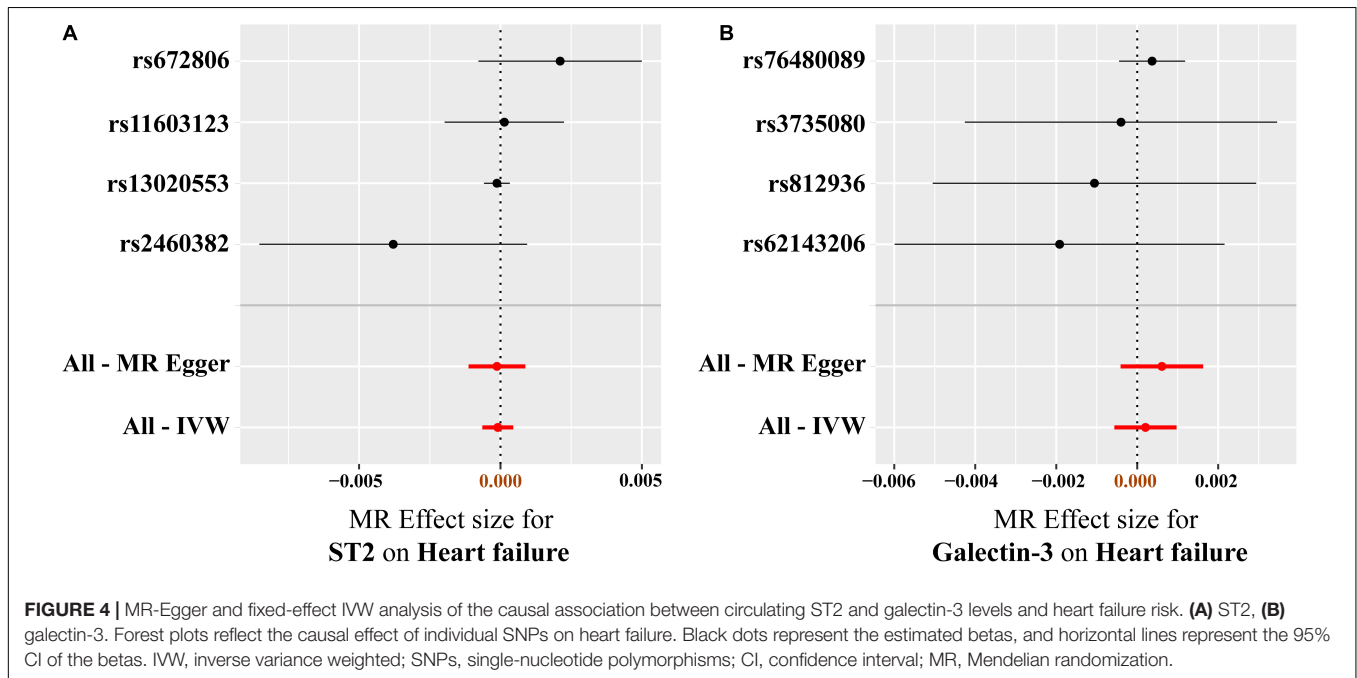 A
rs672806
rs11603123
rs13020553
rs2460382
All - MR Egger
All - IVW
−0.005 0.000 0.005
MR Effect size for
ST2 on Heart failure
B
rs76480089
rs3735080
rs812936
rs62143206
All - MR Egger
All - IVW
−0.006 −0.004 −0.002 0.000 0.002
MR Effect size for
Galectin-3 on Heart failure
FIGURE 4 | MR-Egger and fixed-effect IVW analysis of the causal association between circulating ST2 and galectin-3 levels and heart failure risk. (A) ST2, (B)
galectin-3. Forest plots reflect the causal effect of individual SNPs on heart failure. Black dots represent the estimated betas, and horizontal lines represent the 95%
CI of the betas. IVW, inverse variance weighted; SNPs, single-nucleotide polymorphisms; CI, confidence interval; MR, Mendelian randomization.